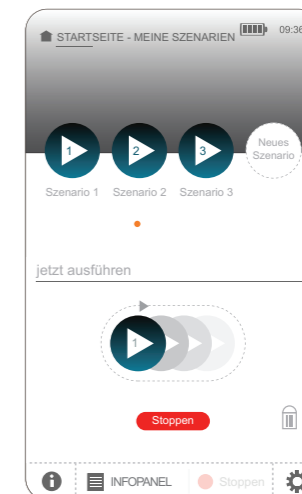 STARTSEITE - MEINE SZENARIEN 09:36
1 2 3 Neues
Szenario
Szenario 1 Szenario 2 Szenario 3
jetzt ausführen
1
Stoppen
INFOPANEL Stoppen